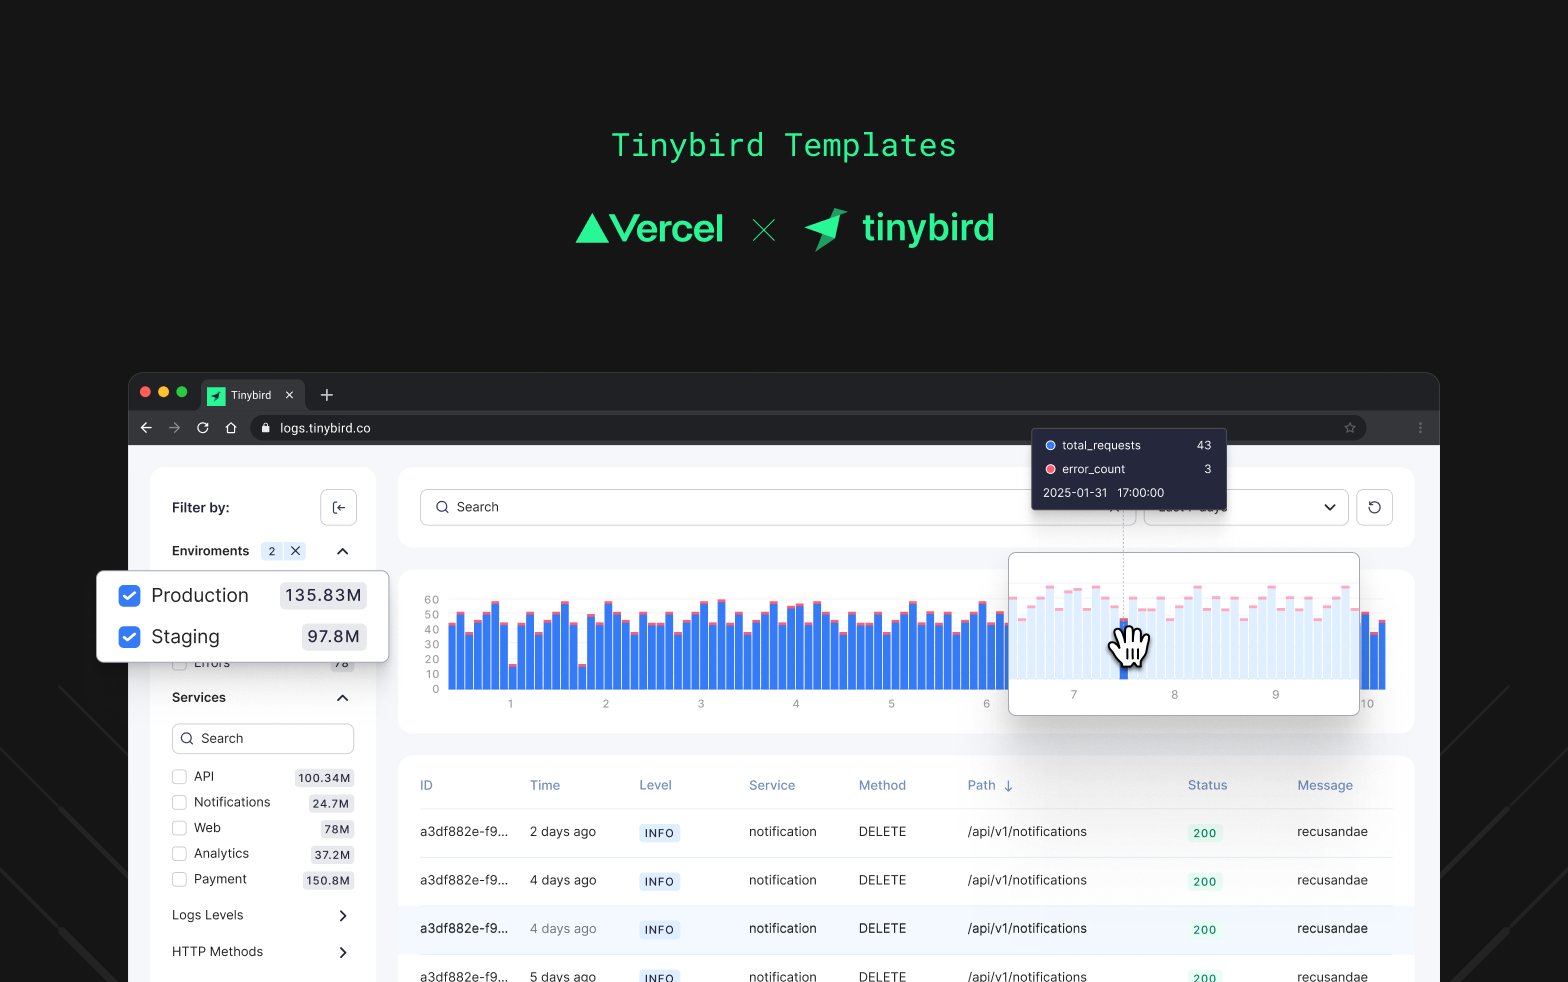 Tinybird Templates
Vercel × tinybird
Tinybird
logs.tinybird.co
total_requests 43
error_count 3
2025-01-31 17:00:00
Filter by:
Search
Enviroments 2
Production 135.83M
Staging 97.8M
Errors 78
Services
Search
API 100.34M
Notifications 24.7M
Web 78M
Analytics 37.2M
Payment 150.8M
Logs Levels
HTTP Methods
60
50
40
30
20
10
0
1 2 3 4 5 6 7 8 9 10
ID Time Level Service Method Path ↓ Status Message
a3df882e-f9... 2 days ago INFO notification DELETE /api/v1/notifications 200 recusandae
a3df882e-f9... 4 days ago INFO notification DELETE /api/v1/notifications 200 recusandae
a3df882e-f9... 4 days ago INFO notification DELETE /api/v1/notifications 200 recusandae
a3df882e-f9... 5 days ago INFO notification DELETE /api/v1/notifications 200 recusandae